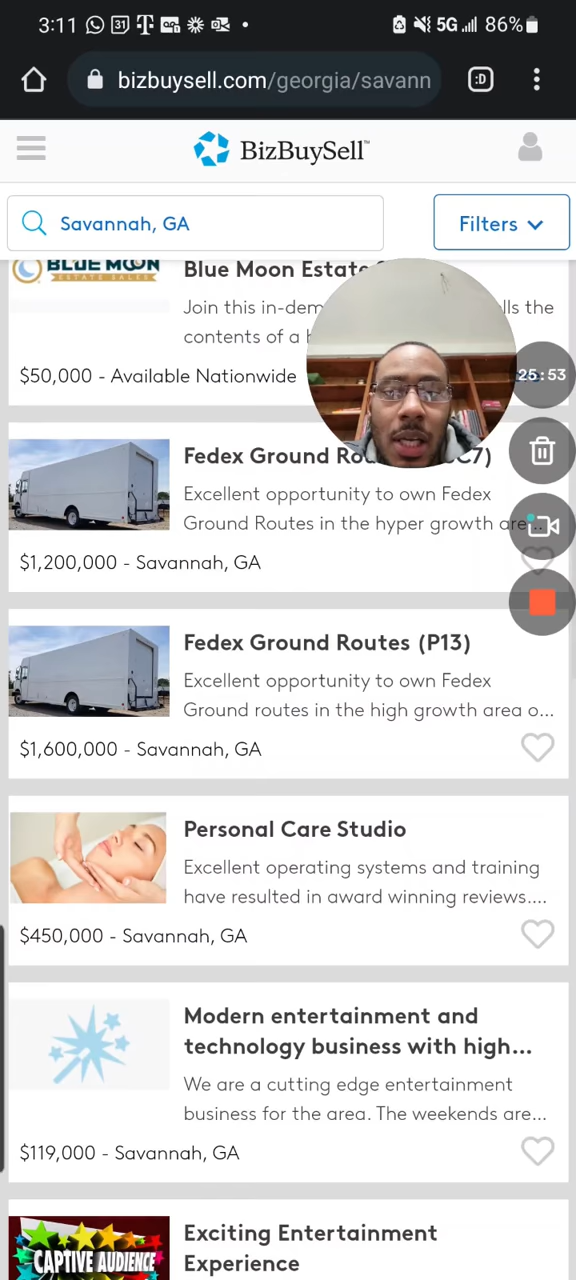 3:11 31 5G 86%
bizbuysell.com/georgia/savann :D
BizBuySell™
Savannah, GA Filters
BLUE MOON Blue Moon Estate
ESTATE SALES Join this in-dem lls the
contents of a
$50,000 - Available Nationwide 25:53
Fedex Ground Ro C7)
Excellent opportunity to own Fedex
Ground Routes in the hyper growth are...
$1,200,000 - Savannah, GA
Fedex Ground Routes (P13)
Excellent opportunity to own Fedex
Ground routes in the high growth area o...
$1,600,000 - Savannah, GA
Personal Care Studio
Excellent operating systems and training
have resulted in award winning reviews....
$450,000 - Savannah, GA
Modern entertainment and
technology business with high...
We are a cutting edge entertainment
business for the area. The weekends are...
$119,000 - Savannah, GA
Exciting Entertainment
CAPTIVE AUDIENCE Experience